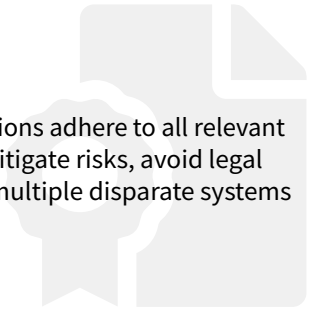 ions adhere to all relevant
itigate risks, avoid legal
multiple disparate systems